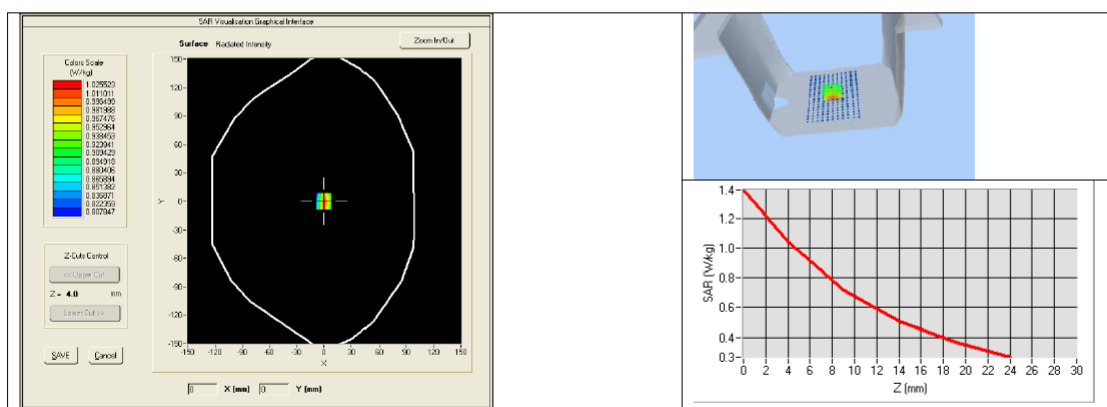 SAR Visualisation Graphical Interface
Surface Radiated Intensity
Zoom In/Out
Colors Scale
(W/kg)
1.025523
1.011011
0.996499
0.981988
0.967476
0.952964
0.938453
0.923941
0.909429
0.894918
0.880406
0.865894
0.851382
0.836871
0.822359
0.807847
Z-Cuts Control
<< Upper Cut
Z = 4.0 mm
Lower Cut >>
SAVE Cancel
150
120
90
60
30
0
-30
-60
-90
-120
-150
Y
-150 -120 -90 -60 -30 0 30 60 90 120 150
X
0 X (mm) 0 Y (mm)
1.4
1.2
1.0
0.8
0.6
0.4
0.3
SAR (W/kg)
0 2 4 6 8 10 12 14 16 18 20 22 24 26 28 30
Z (mm)